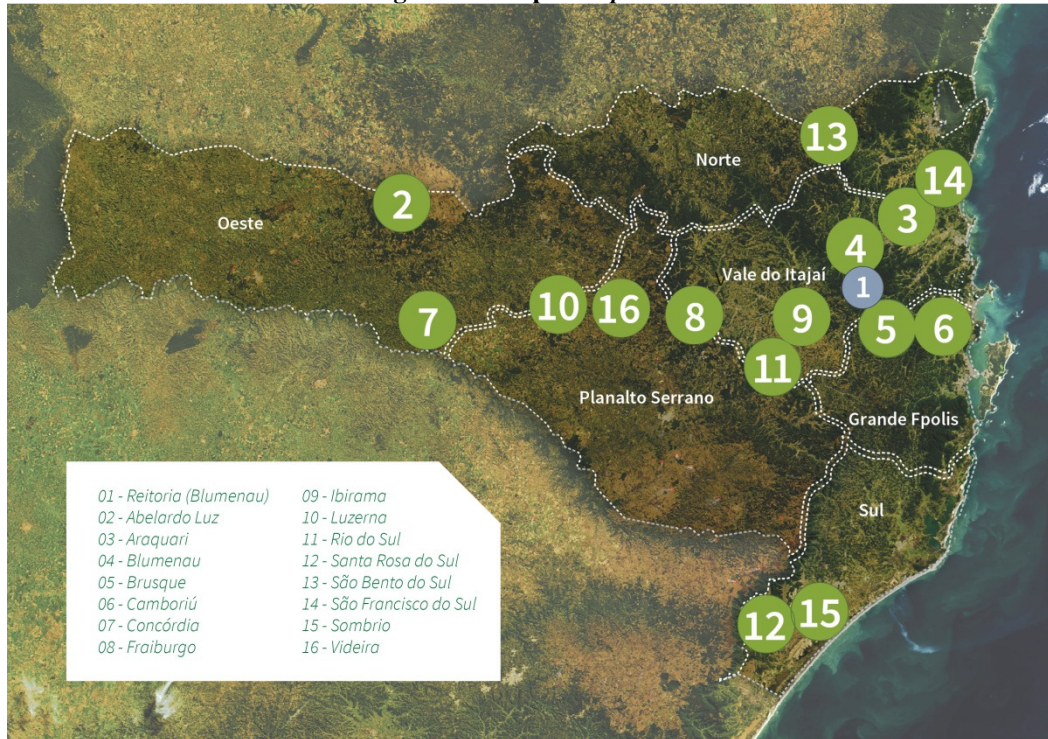 13
Norte
14
2
3
Oeste
4
Vale do Itajaí
1
10
16
8
9
7
5
6
11
Planalto Serrano
Grande Fpolis
Sul
15
12
01 - Reitoria (Blumenau)
02 - Abelardo Luz
03 - Araquari
04 - Blumenau
05 - Brusque
06 - Camboriú
07 - Concórdia
08 - Fraiburgo
09 - Ibirama
10 - Luzerna
11 - Rio do Sul
12 - Santa Rosa do Sul
13 - São Bento do Sul
14 - São Francisco do Sul
15 - Sombrio
16 - Videira